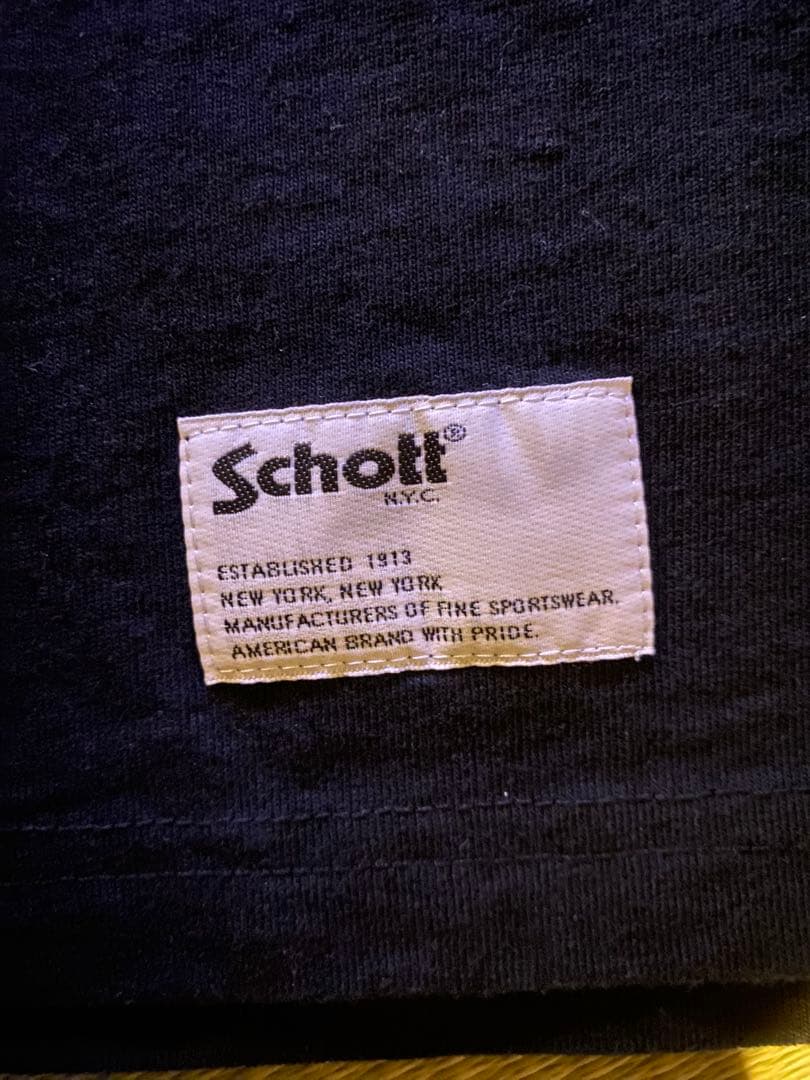 Schott®
N.Y.C.
ESTABLISHED 1913
NEW YORK, NEW YORK
MANUFACTURERS OF FINE SPORTSWEAR.
AMERICAN BRAND WITH PRIDE.